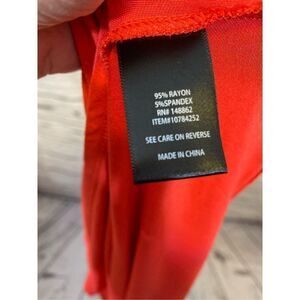 95% RAYON
5%SPANDEX
RN# 148862
ITEM#10784252
SEE CARE ON REVERSE
MADE IN CHINA